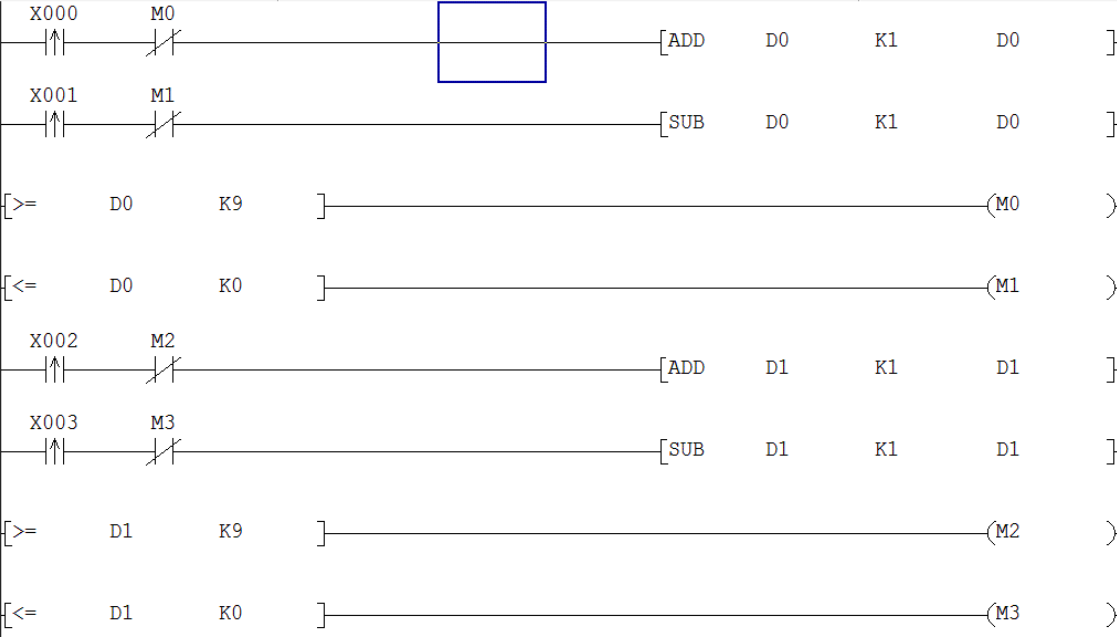 X000 M0
[ADD D0 K1 D0 ]
X001 M1
[SUB D0 K1 D0 ]
[>= D0 K9 ] (M0 )
[<= D0 K0 ] (M1 )
X002 M2
[ADD D1 K1 D1 ]
X003 M3
[SUB D1 K1 D1 ]
[>= D1 K9 ] (M2 )
[<= D1 K0 ] (M3 )